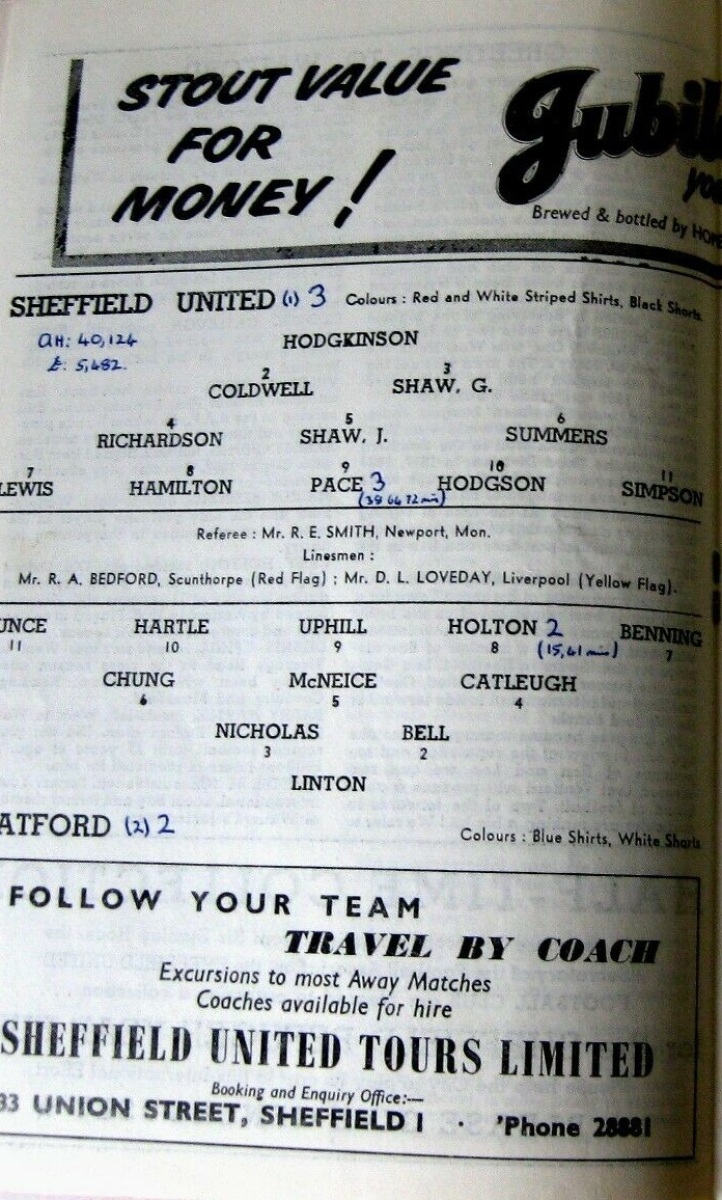 STOUT VALUE
FOR
MONEY!
Jubil
yo
Brewed & bottled by HOP
SHEFFIELD UNITED (1) 3 Colours : Red and White Striped Shirts, Black Shorts
att: 40,124
£: 5,482.
HODGKINSON
2 3
COLDWELL SHAW, G.
4 5 6
RICHARDSON SHAW, J. SUMMERS
7 8 9 10 11
LEWIS HAMILTON PACE 3 HODGSON SIMPSON
(38 66 72 min)
Referee : Mr. R. E. SMITH, Newport, Mon.
Linesmen :
Mr. R. A. BEDFORD, Scunthorpe (Red Flag) ; Mr. D. L. LOVEDAY, Liverpool (Yellow Flag).
UNCE HARTLE UPHILL HOLTON 2 BENNING
11 10 9 8 (15,41 min) 7
CHUNG McNEICE CATLEUGH
6 5 4
NICHOLAS BELL
3 2
LINTON
ATFORD (2) 2 Colours : Blue Shirts, White Shorts
FOLLOW YOUR TEAM
TRAVEL BY COACH
Excursions to most Away Matches
Coaches available for hire
SHEFFIELD UNITED TOURS LIMITED
Booking and Enquiry Office:—
93 UNION STREET, SHEFFIELD 1 · 'Phone 28881